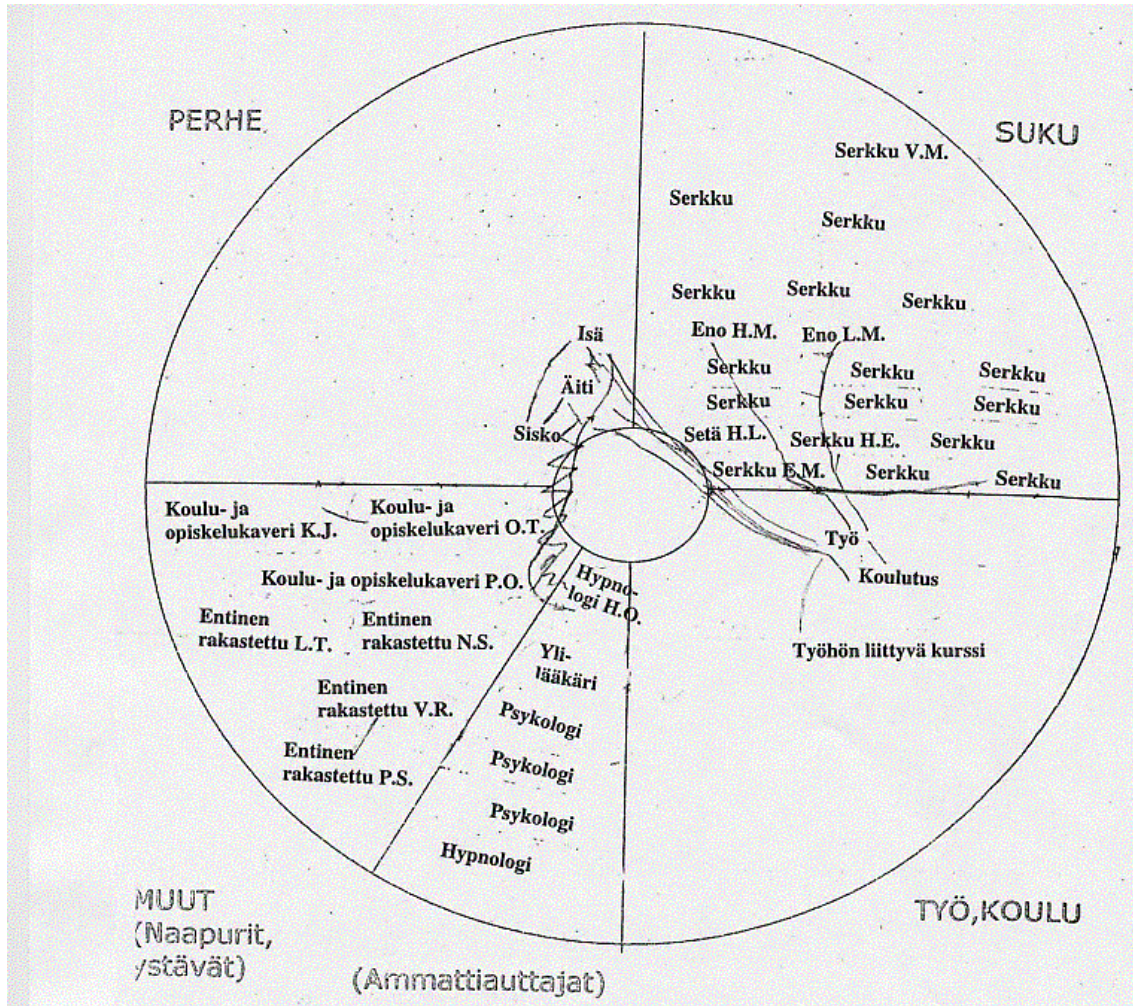 PERHE
SUKU
Serkku V.M.
Serkku
Serkku
Serkku
Serkku
Serkku
Eno H.M.
Eno L.M.
Serkku
Serkku
Serkku
Serkku
Serkku
Serkku
Setä H.L.
Serkku H.E.
Serkku
Serkku E.M.
Serkku
Serkku
Isä
Äiti
Sisko
Koulu- ja
opiskelukaveri K.J.
Koulu- ja
opiskelukaveri O.T.
Koulu- ja opiskelukaveri P.O.
Entinen
rakastettu L.T.
Entinen
rakastettu N.S.
Entinen
rakastettu V.R.
Entinen
rakastettu P.S.
Hypno-
logi H.O.
Yli-
lääkäri
Psykologi
Psykologi
Psykologi
Hypnologi
Työ
Koulutus
Työhön liittyvä kurssi
MUUT
(Naapurit,
ystävät)
(Ammattiauttajat)
TYÖ,KOULU